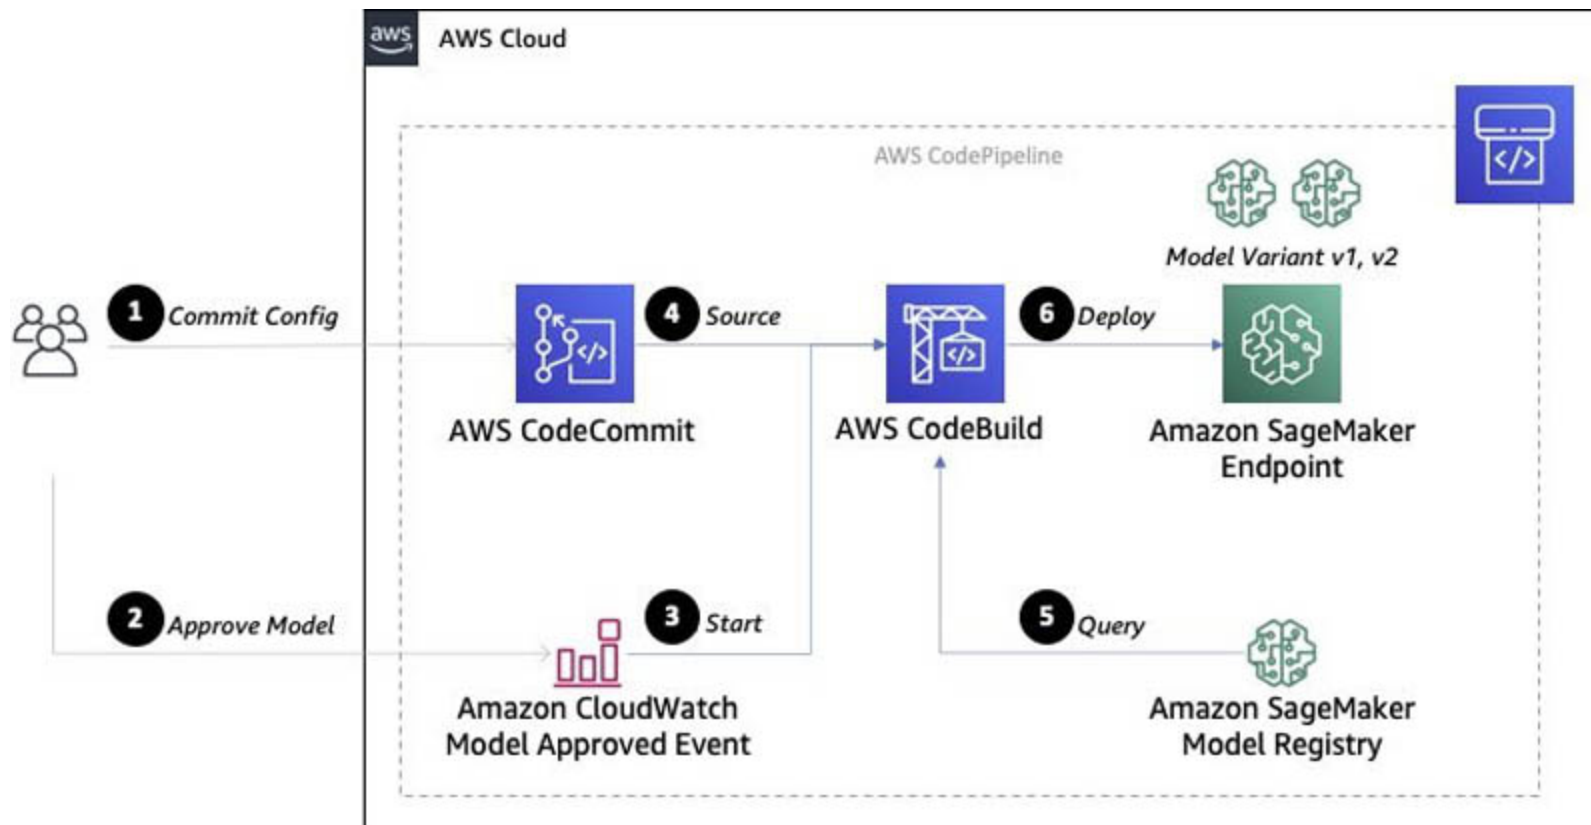 aws
AWS Cloud
AWS CodePipeline
</>
Model Variant v1, v2
1 Commit Config
4 Source
6 Deploy
</>
</>
AWS CodeCommit
AWS CodeBuild
Amazon SageMaker
Endpoint
2 Approve Model
3 Start
5 Query
Amazon CloudWatch
Model Approved Event
Amazon SageMaker
Model Registry